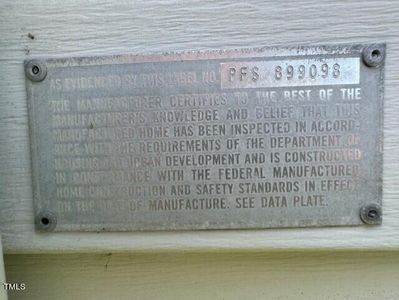 AS EVIDENCED BY THIS LABEL NO. PFS 899098
THE MANUFACTURER CERTIFIES TO THE BEST OF THE
MANUFACTURER'S KNOWLEDGE AND BELIEF THAT THIS
MANUFACTURED HOME HAS BEEN INSPECTED IN ACCORD-
ANCE WITH THE REQUIREMENTS OF THE DEPARTMENT OF
HOUSING AND URBAN DEVELOPMENT AND IS CONSTRUCTED
IN CONFORMANCE WITH THE FEDERAL MANUFACTURED
HOME CONSTRUCTION AND SAFETY STANDARDS IN EFFECT
ON THE DATE OF MANUFACTURE. SEE DATA PLATE.
TMLS